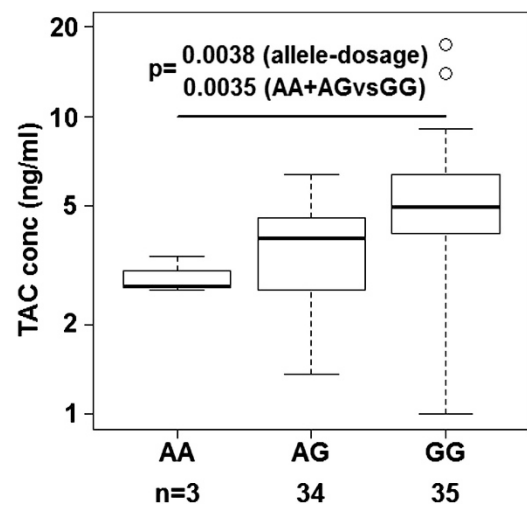 20
p= 0.0038 (allele-dosage)
0.0035 (AA+AGvsGG)
10
5
2
1
TAC conc (ng/ml)
AA AG GG
n=3 34 35